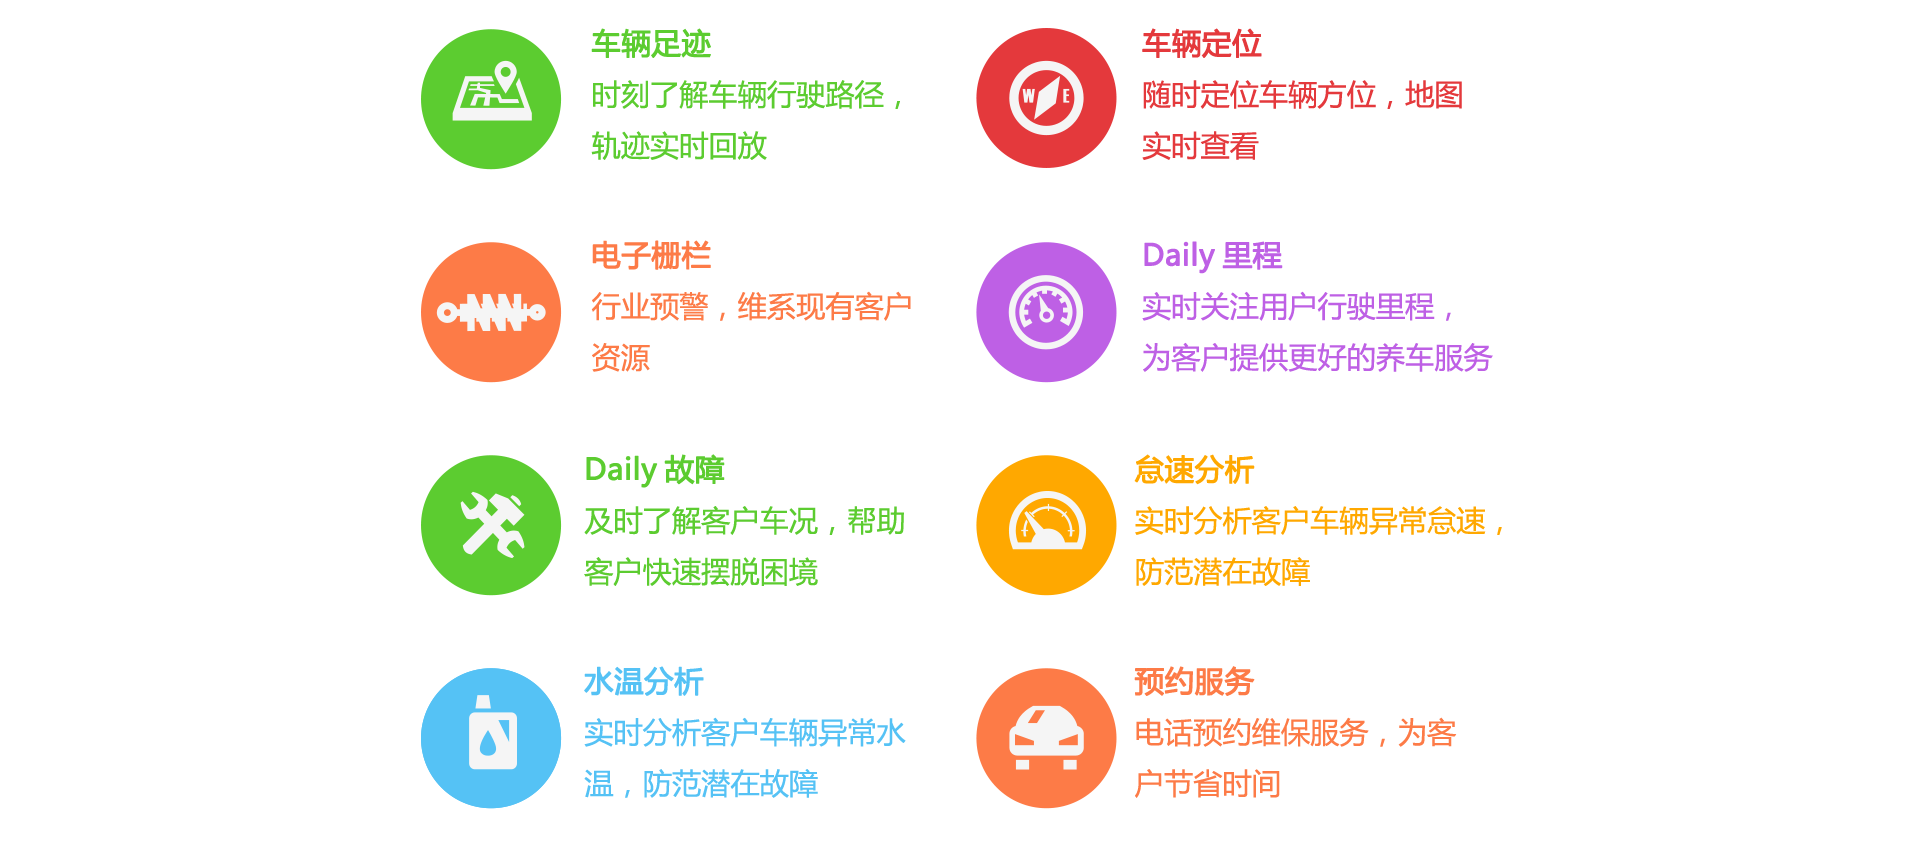 车辆足迹
时刻了解车辆行驶路径，
轨迹实时回放
车辆定位
随时定位车辆方位，地图
实时查看
W E
电子栅栏
行业预警，维系现有客户
资源
Daily 里程
实时关注用户行驶里程，
为客户提供更好的养车服务
Daily 故障
及时了解客户车况，帮助
客户快速摆脱困境
怠速分析
实时分析客户车辆异常怠速，
防范潜在故障
水温分析
实时分析客户车辆异常水
温，防范潜在故障
预约服务
电话预约维保服务，为客
户节省时间